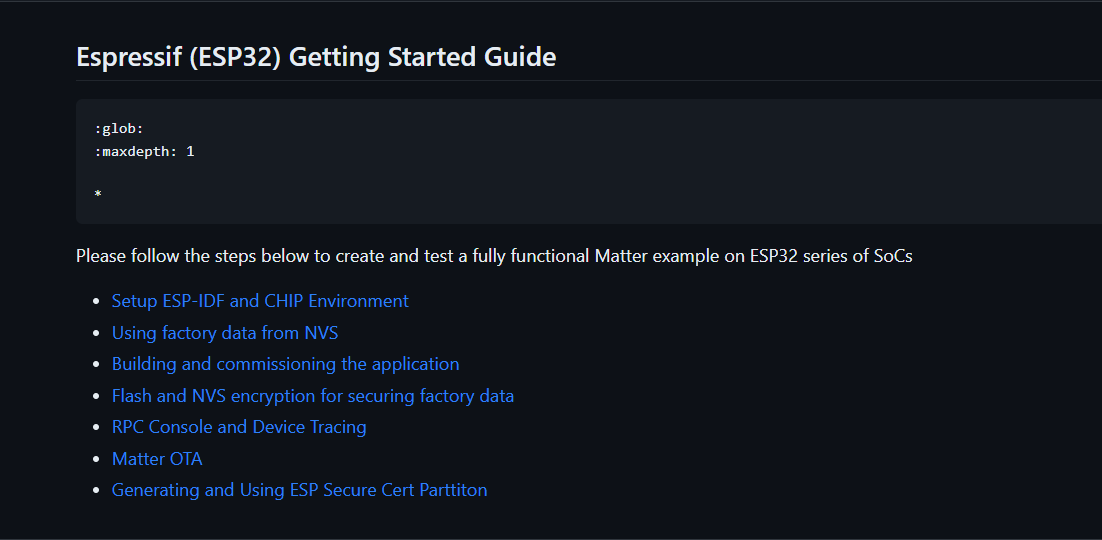 Espressif (ESP32) Getting Started Guide
:glob:
:maxdepth: 1
*
Please follow the steps below to create and test a fully functional Matter example on ESP32 series of SoCs
• Setup ESP-IDF and CHIP Environment
• Using factory data from NVS
• Building and commissioning the application
• Flash and NVS encryption for securing factory data
• RPC Console and Device Tracing
• Matter OTA
• Generating and Using ESP Secure Cert Parttiton